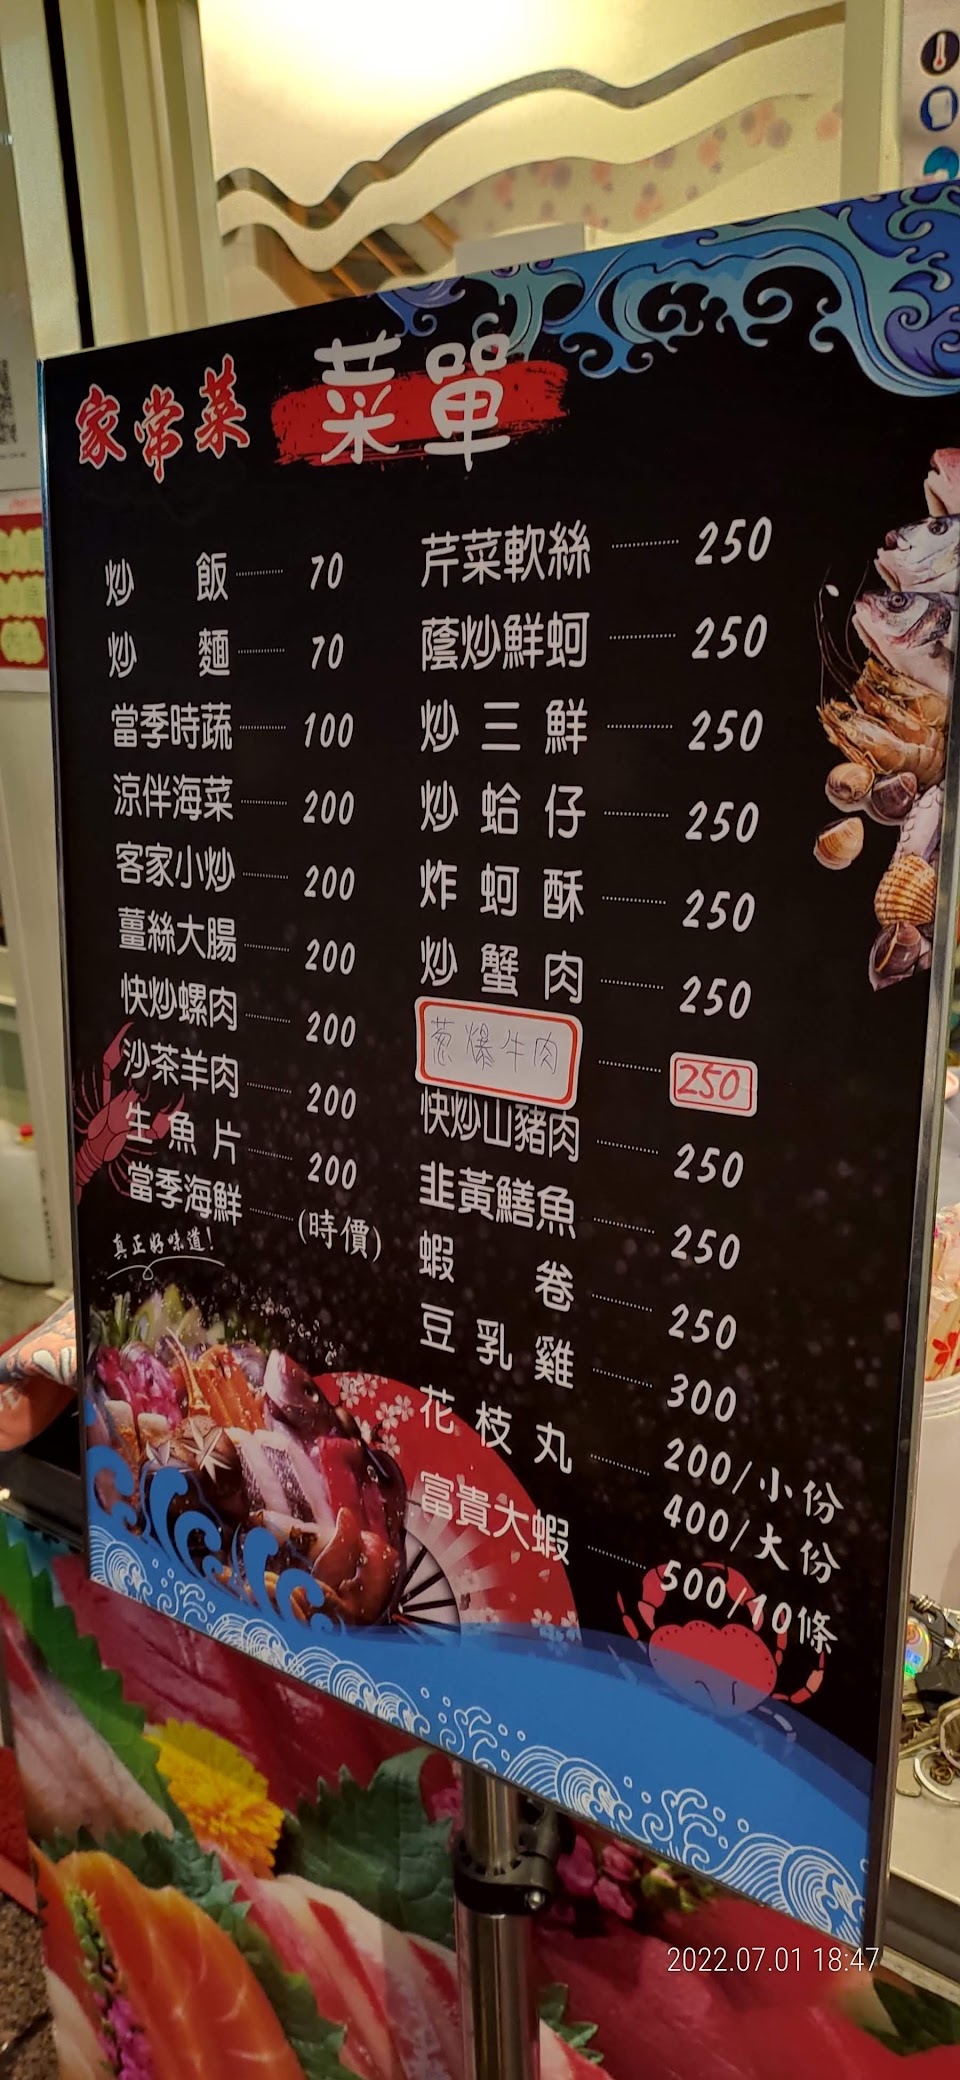 家常菜 菜單
炒飯 70
炒麵 70
當季時蔬 100
涼伴海菜 200
客家小炒 200
薑絲大腸 200
快炒螺肉 200
沙茶羊肉 200
生魚片 200
當季海鮮 (時價)
真正好味道!
芹菜軟絲 250
蔭炒鮮蚵 250
炒三鮮 250
炒蛤仔 250
炸蚵酥 250
炒蟹肉 250
葱爆牛肉 250
快炒山豬肉 250
韭黃鱔魚 250
蝦卷 250
豆乳雞 300
花枝丸 200/小份
400/大份
富貴大蝦 500/10條
2022.07.01 18:47